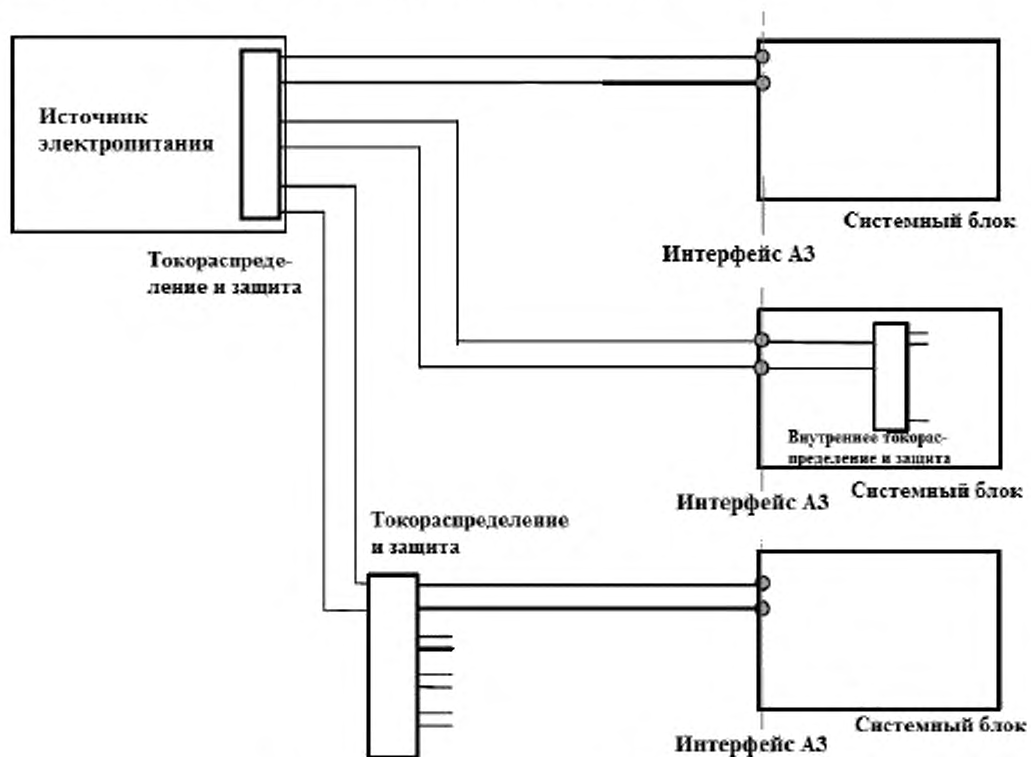 Источник
электропитания
Системный блок
Токораспреде-
ление и защита
Интерфейс А3
Внутреннее токорас-
пределение и защита
Системный блок
Интерфейс А3
Токораспределение
и защита
Системный блок
Интерфейс А3